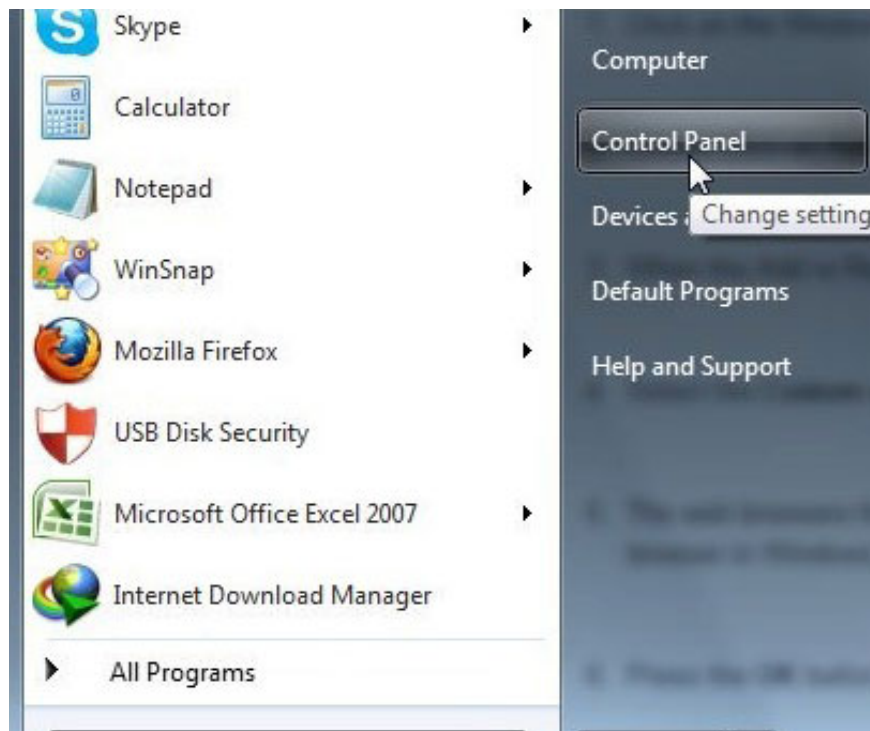 Skype
Calculator
Notepad
WinSnap
Mozilla Firefox
USB Disk Security
Microsoft Office Excel 2007
Internet Download Manager
All Programs
Computer
Control Panel
Devices
Change setting
Default Programs
Help and Support